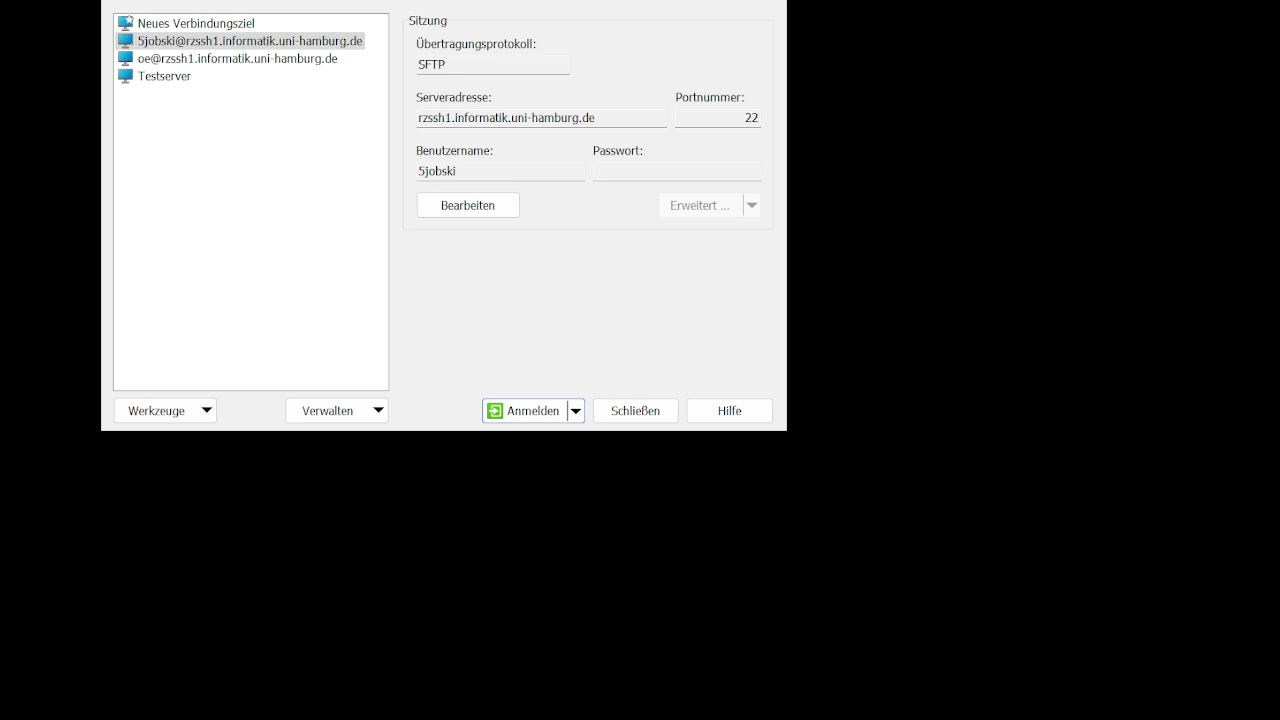 Neues Verbindungsziel
5jobski@rzssh1.informatik.uni-hamburg.de
oe@rzssh1.informatik.uni-hamburg.de
Testserver
Sitzung
Übertragungsprotokoll:
SFTP
Serveradresse: Portnummer:
rzssh1.informatik.uni-hamburg.de 22
Benutzername: Passwort:
5jobski
Bearbeiten Erweitert ...
Werkzeuge Verwalten Anmelden Schließen Hilfe